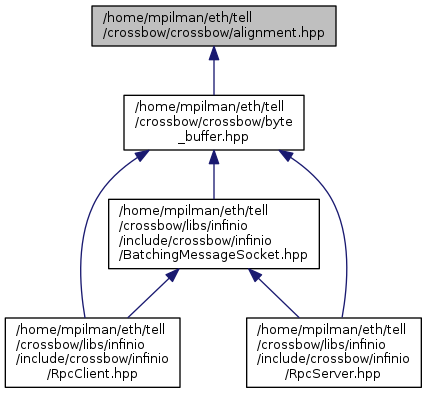 /home/mpilman/eth/tell
/crossbow/crossbow/alignment.hpp
/home/mpilman/eth/tell
/crossbow/crossbow/byte
_buffer.hpp
/home/mpilman/eth/tell
/crossbow/libs/infinio
/include/crossbow/infinio
/BatchingMessageSocket.hpp
/home/mpilman/eth/tell
/crossbow/libs/infinio
/include/crossbow/infinio
/RpcClient.hpp
/home/mpilman/eth/tell
/crossbow/libs/infinio
/include/crossbow/infinio
/RpcServer.hpp